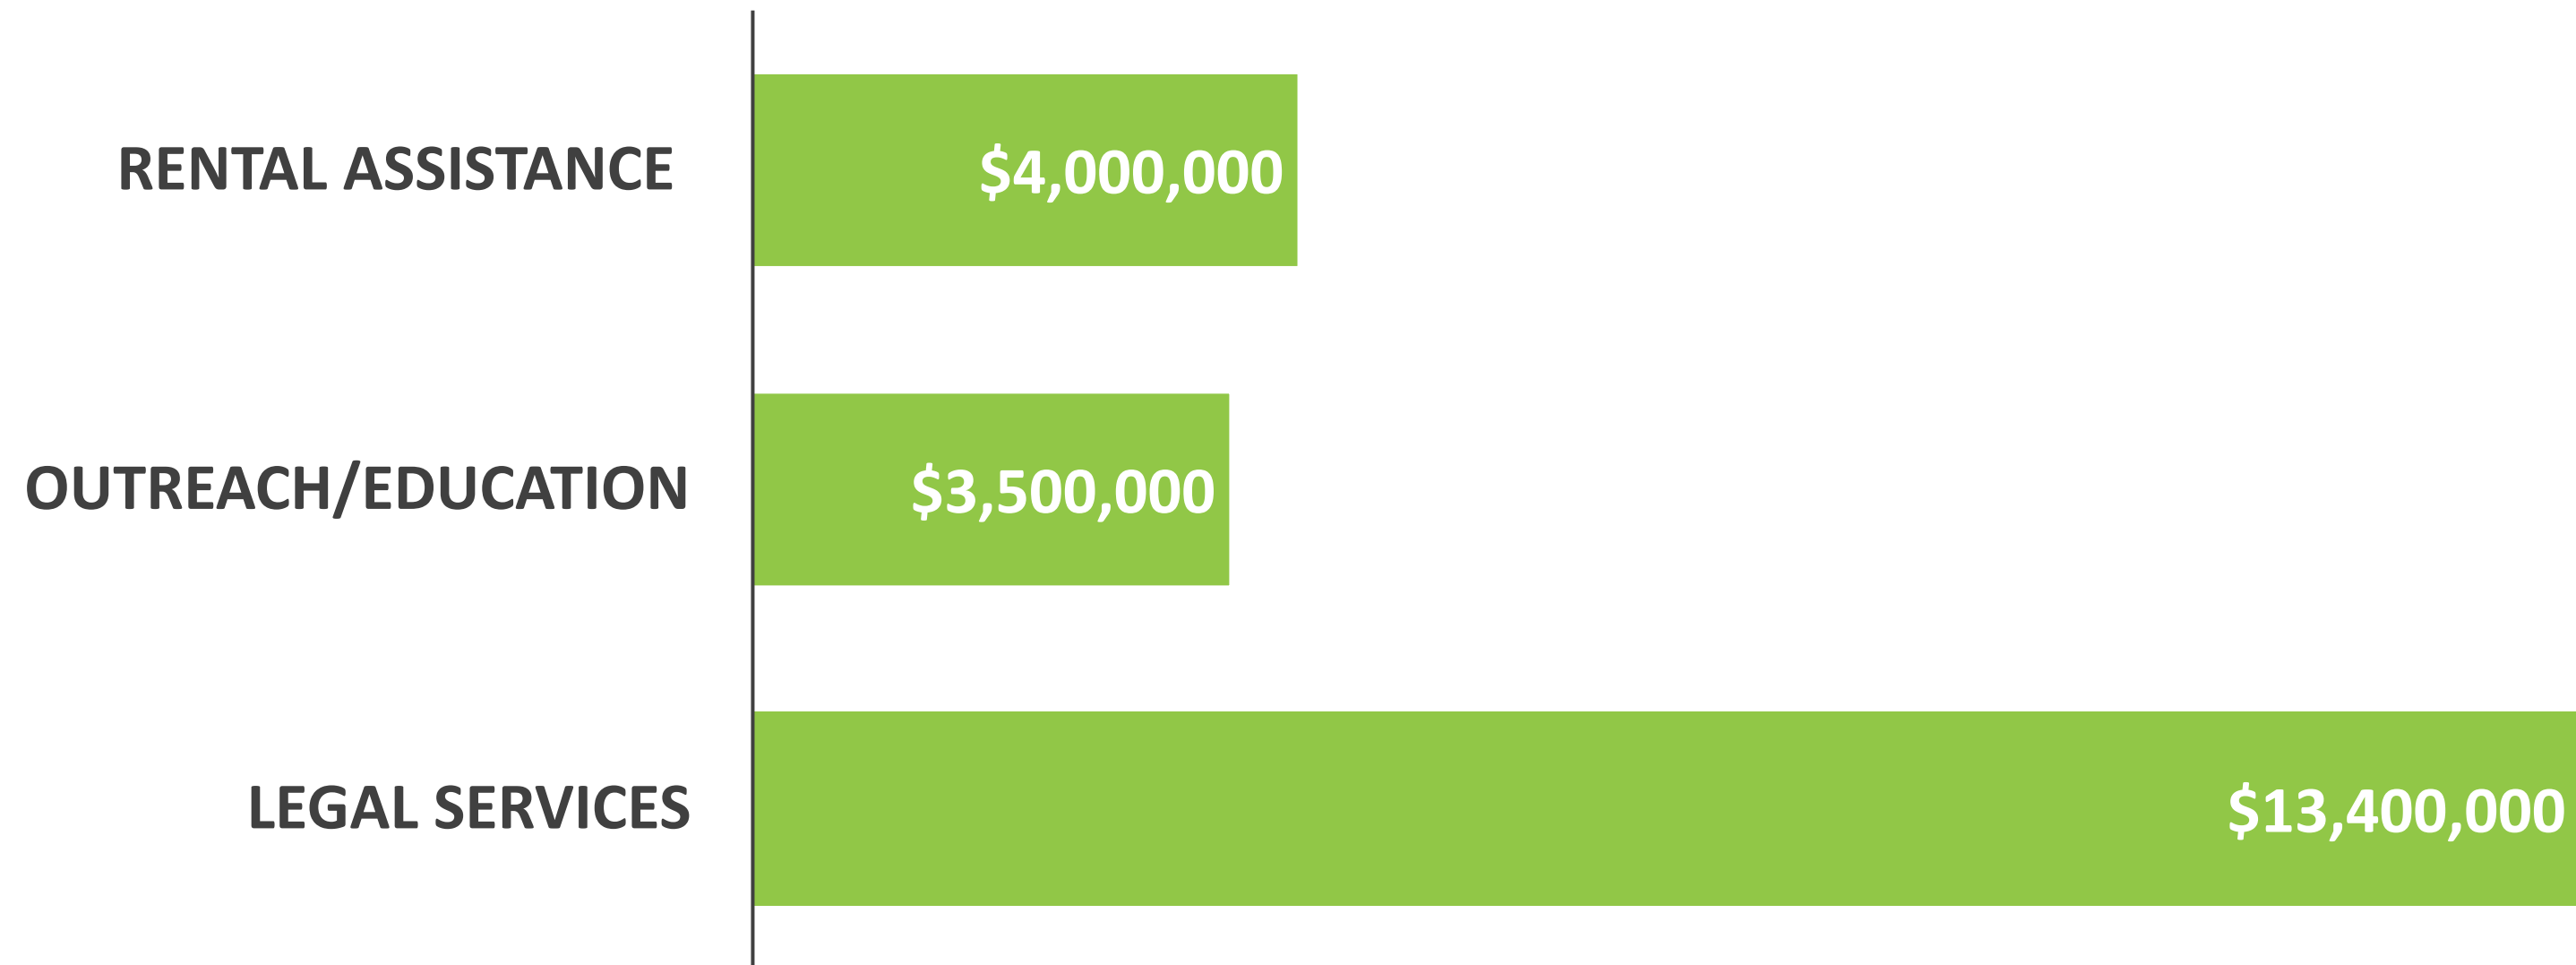 RENTAL ASSISTANCE $4,000,000
OUTREACH/EDUCATION $3,500,000
LEGAL SERVICES $13,400,000